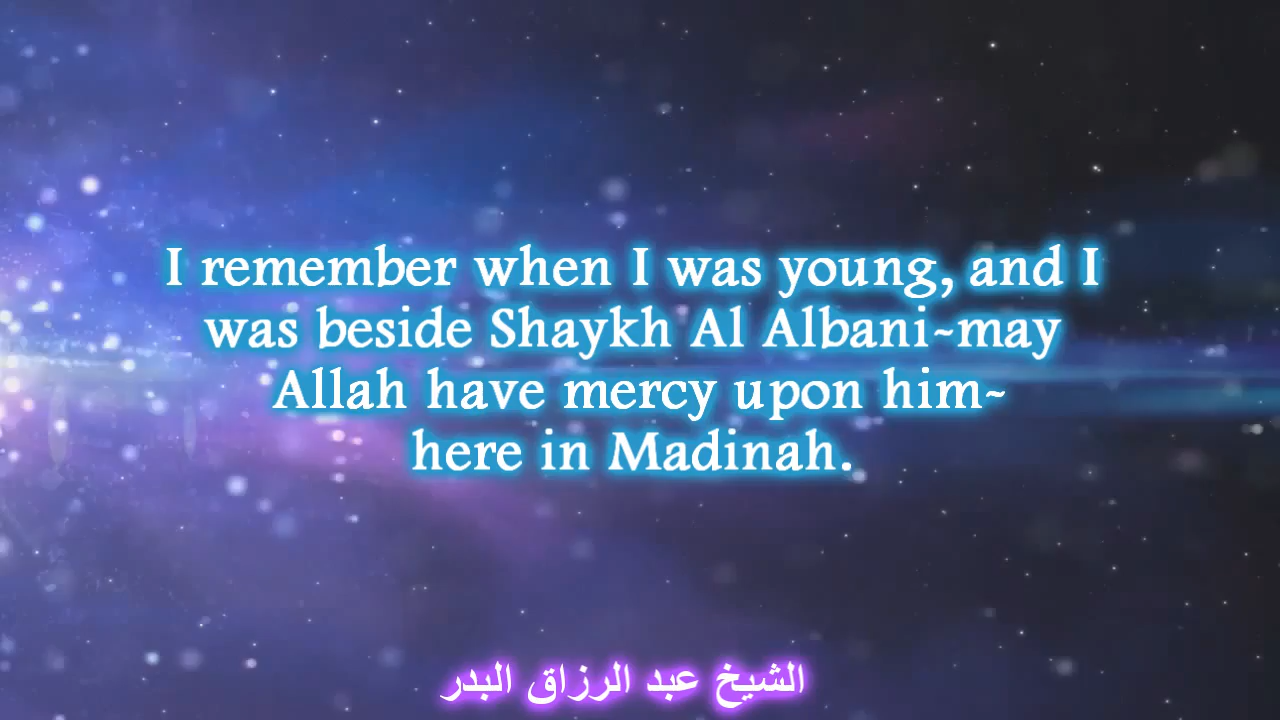 I remember when I was young, and I
was beside Shaykh Al Albani~may
Allah have mercy upon him~
here in Madinah.
الشيخ عبد الرزاق البدر